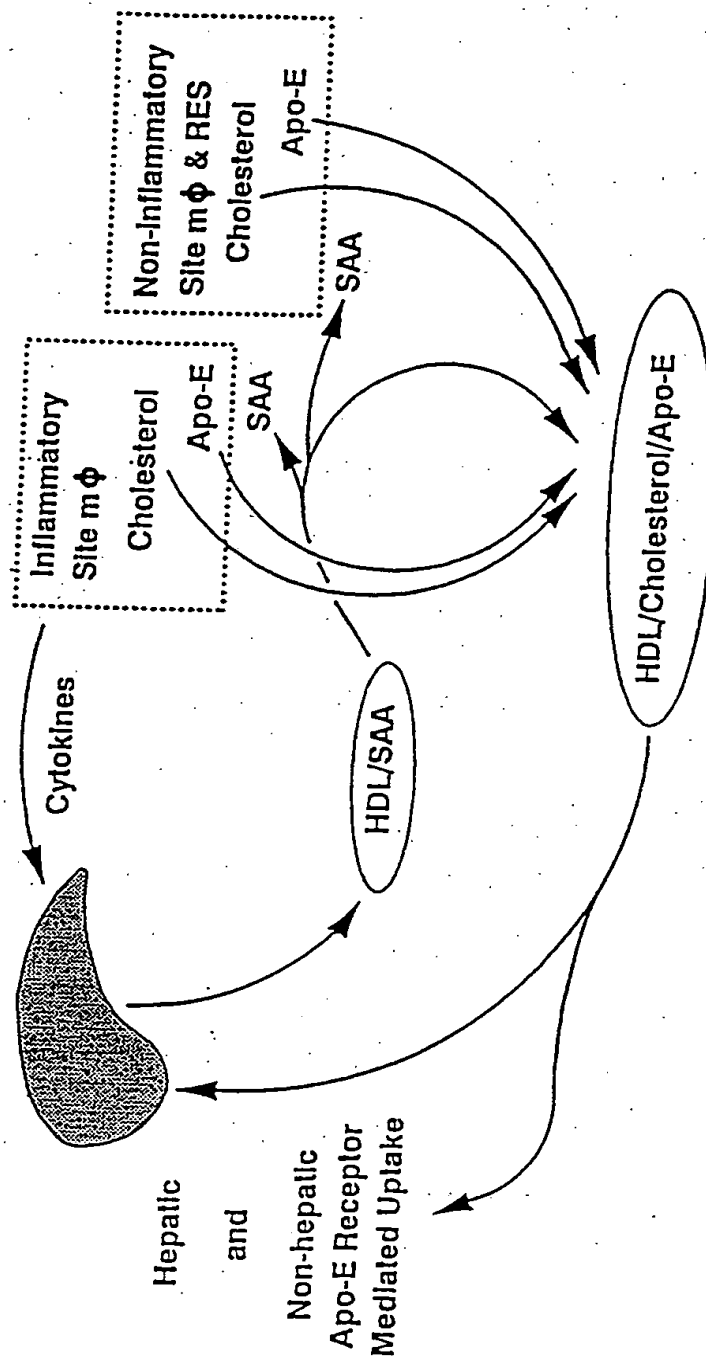 Inflammatory
Site mϕ
Cholesterol
Apo-E
SAA
Non-Inflammatory
Site mϕ & RES
Cholesterol
Apo-E
SAA
Cytokines
HDL/SAA
HDL/Cholesterol/Apo-E
Hepatic
and
Non-hepatic
Apo-E Receptor
Mediated Uptake